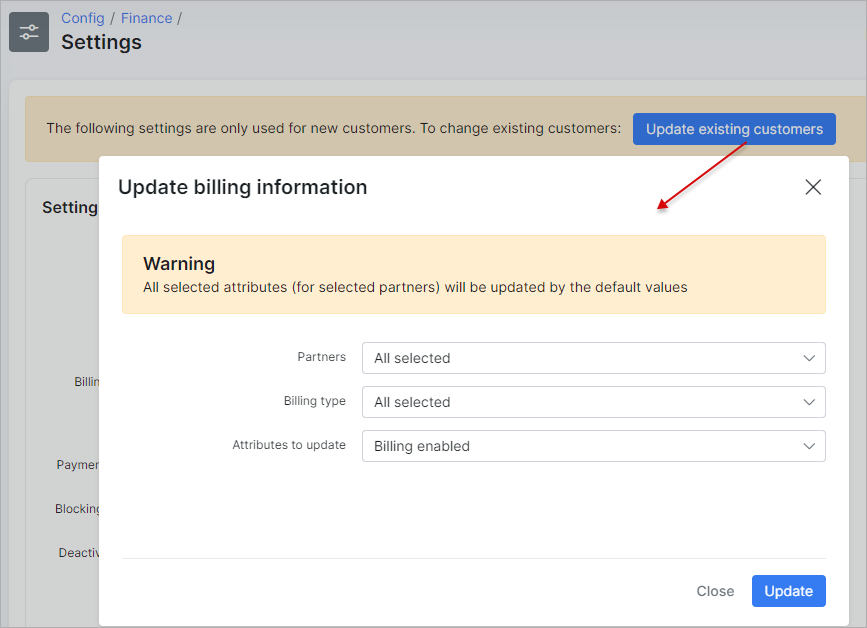 Config / Finance /
Settings
The following settings are only used for new customers. To change existing customers: Update existing customers
Update billing information
Setting
Warning
All selected attributes (for selected partners) will be updated by the default values
Partners All selected
Billin
Billing type All selected
Attributes to update Billing enabled
Paymen
Blocking
Deactiv
Close Update